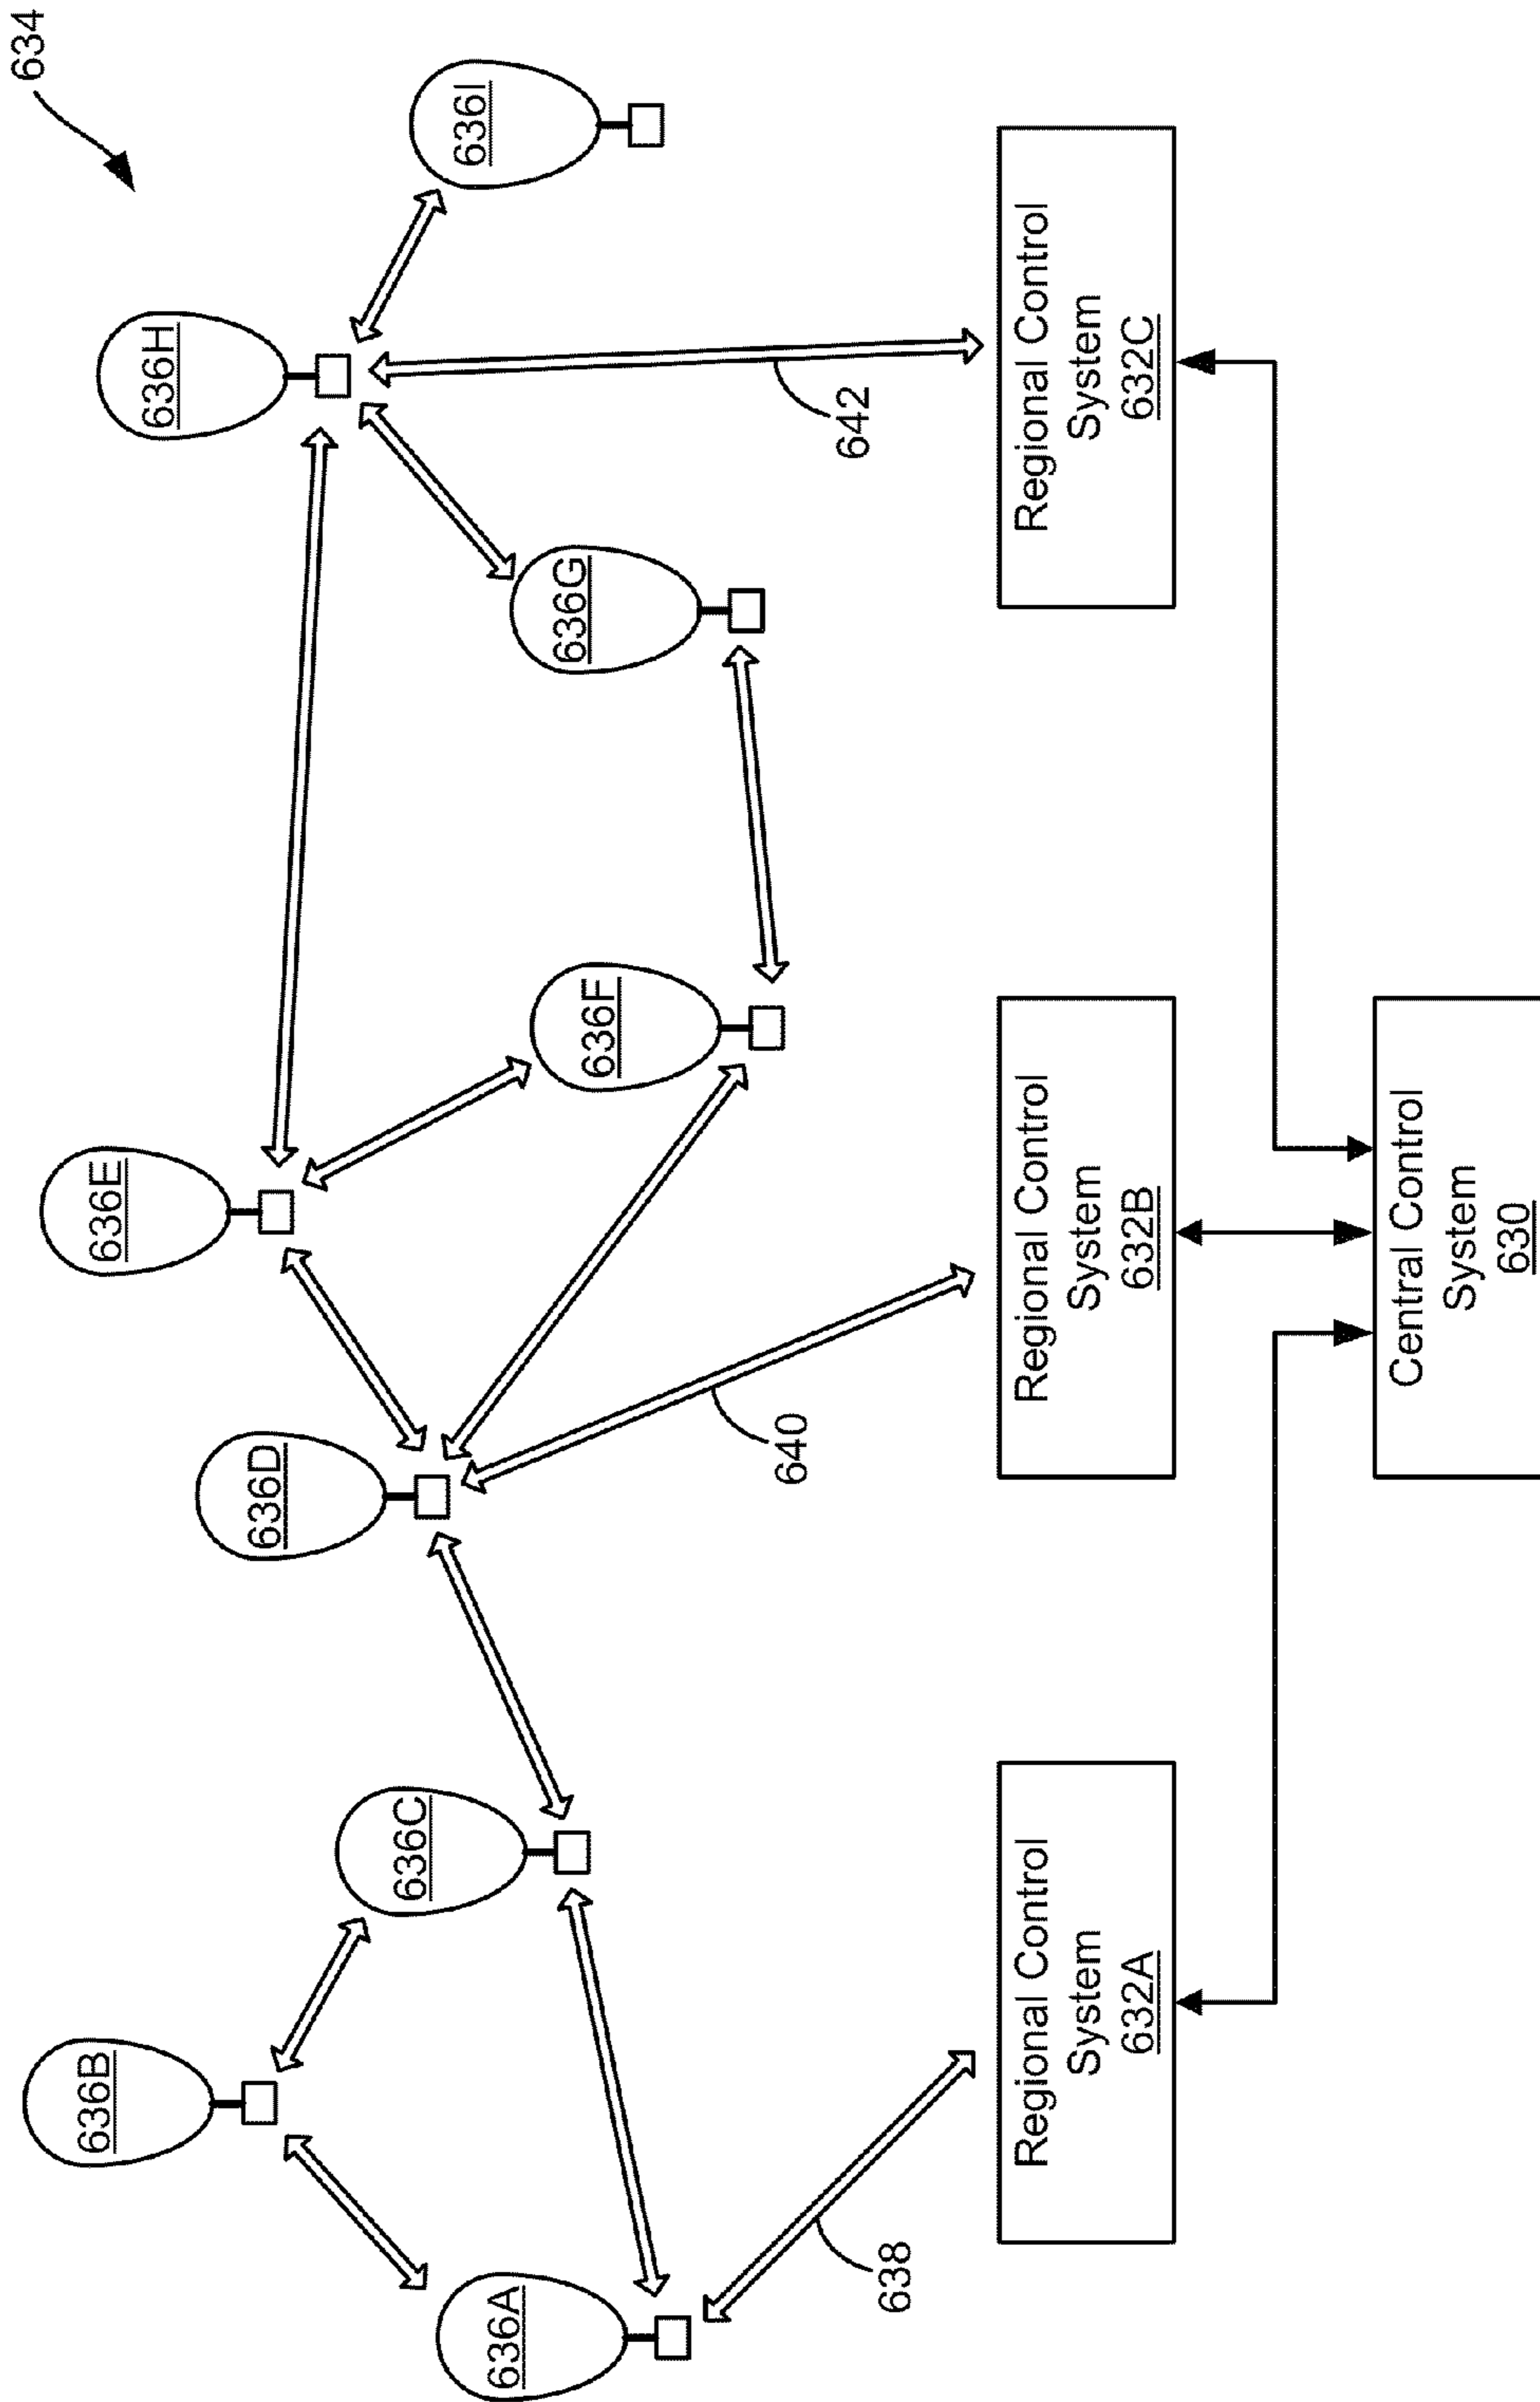 634
636B
636E
636H
636D
636C
636I
636A
636F
636G
638
640
642
Regional Control
System
632A
Regional Control
System
632B
Regional Control
System
632C
Central Control
System
630